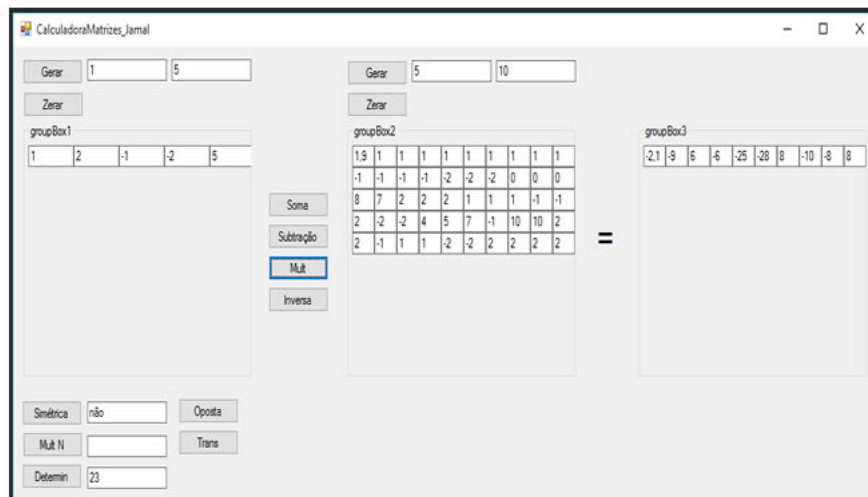 CalculadoraMatrizes_Jamal
Gerar 1 5
Gerar 5 10
Zerar
Zerar
groupBox1
groupBox2
groupBox3
1 2 -1 -2 5
1,9 1 1 1 1 1 1 1 1 1
-2,1 -9 6 -6 -25 -28 8 -10 -8 8
-1 -1 -1 -1 -2 -2 -2 0 0 0
8 7 2 2 2 1 1 1 -1 -1
2 -2 -2 4 5 7 -1 10 10 2
2 -1 1 1 -2 -2 2 2 2 2
Soma
Subtração
=
Mult
Inversa
Simétrica não
Oposta
Mult N
Trans
Determin 23